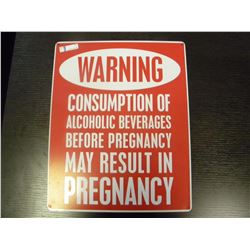 WARNING
CONSUMPTION OF
ALCOHOLIC BEVERAGES
BEFORE PREGNANCY
MAY RESULT IN
PREGNANCY